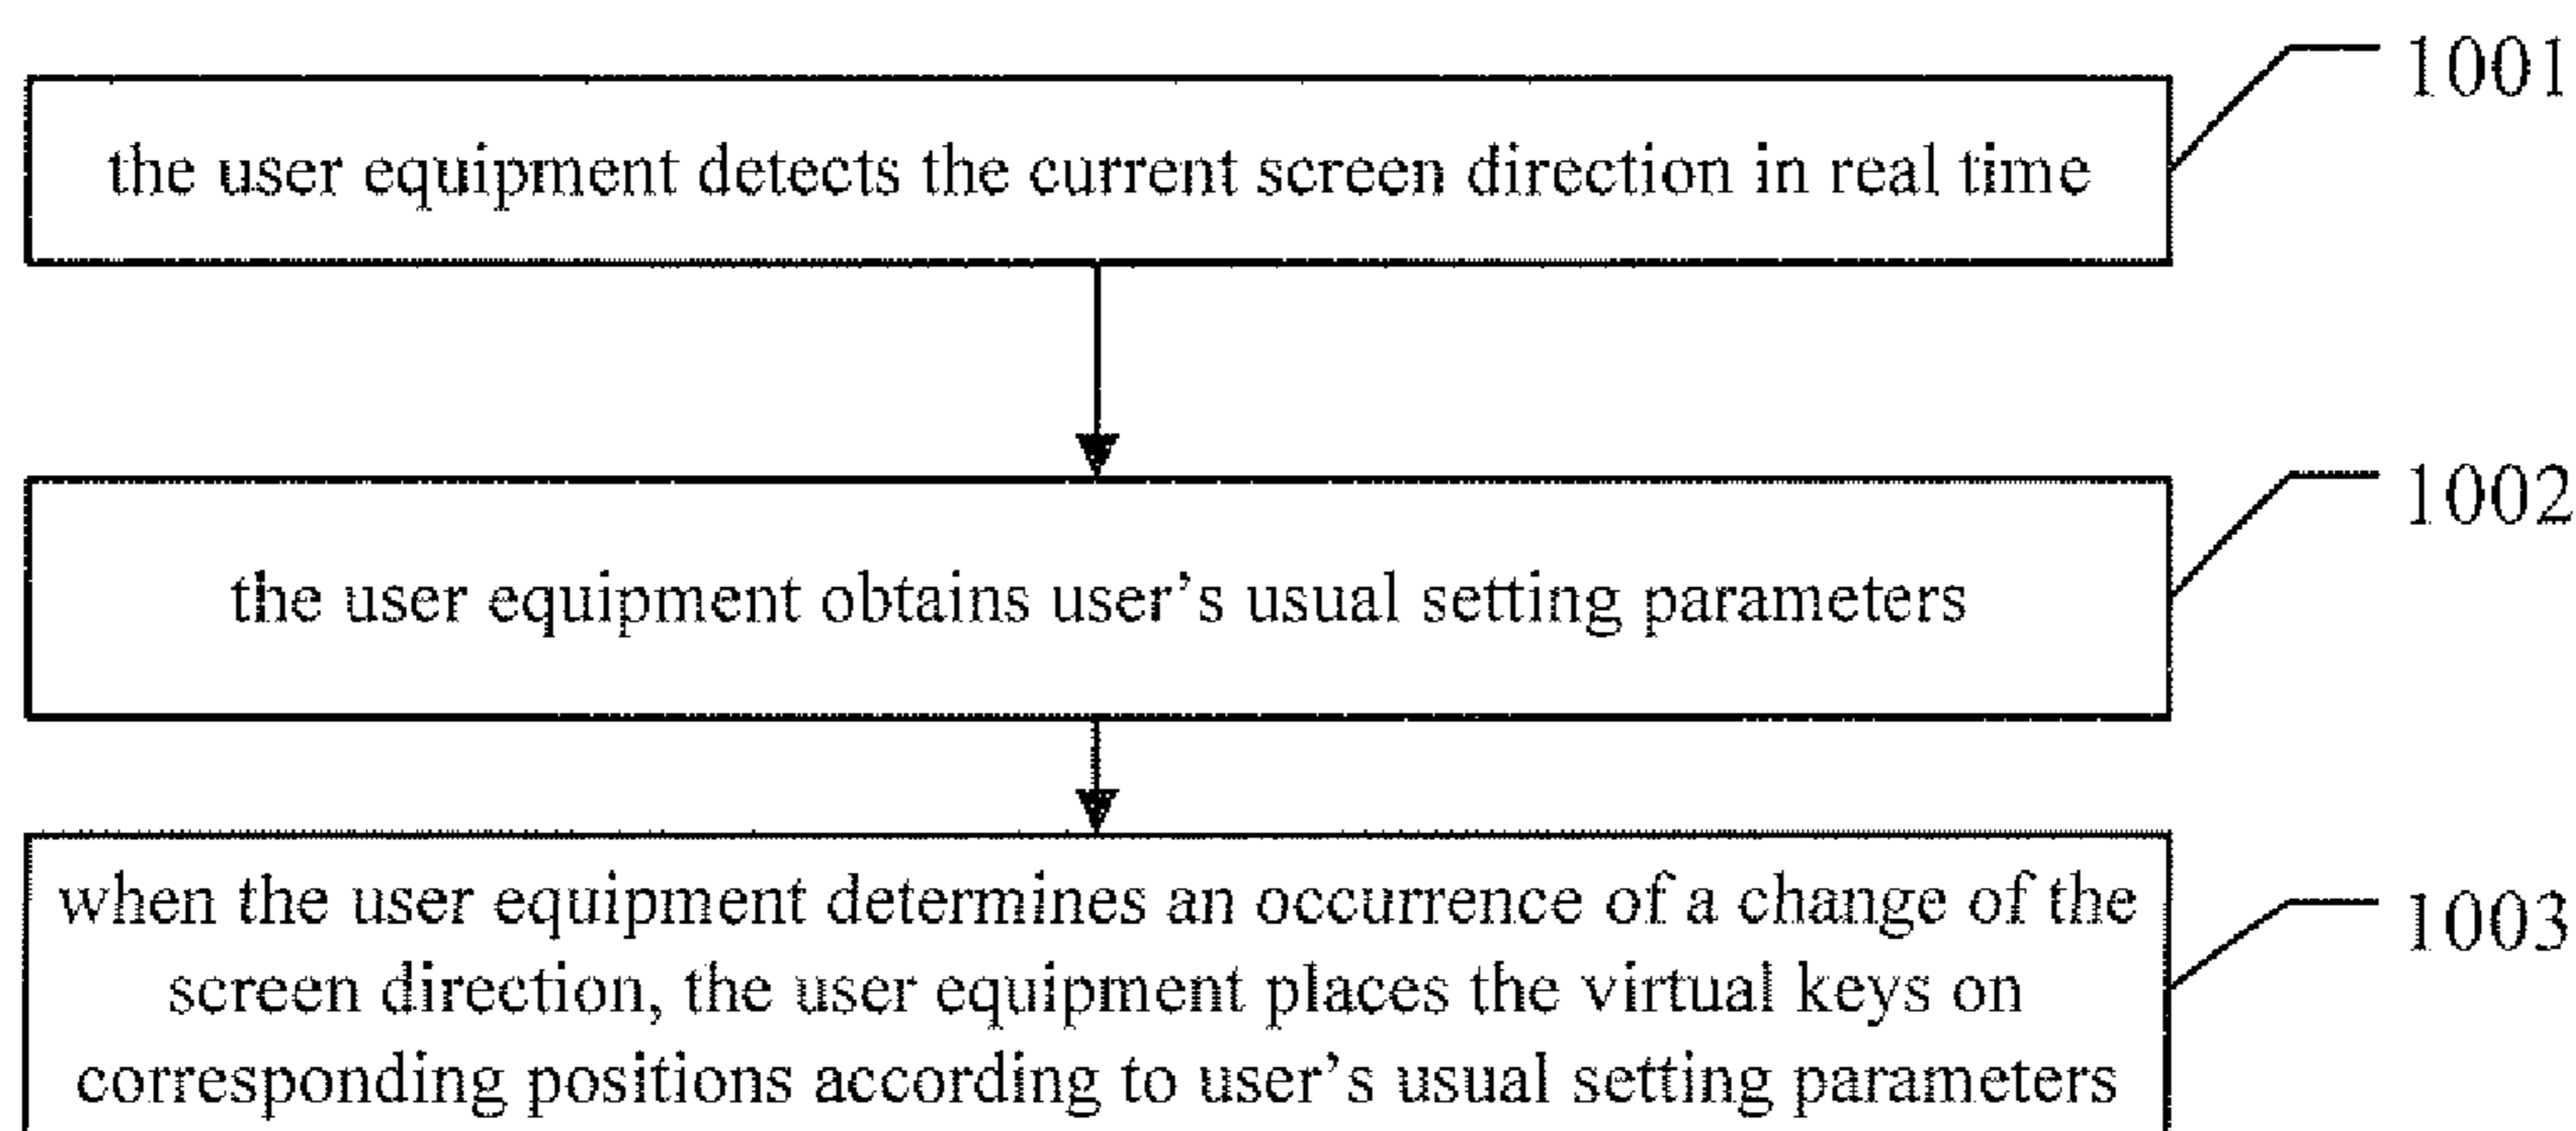 1001
the user equipment detects the current screen direction in real time
1002
the user equipment obtains user’s usual setting parameters
1003
when the user equipment determines an occurrence of a change of the
screen direction, the user equipment places the virtual keys on
corresponding positions according to user’s usual setting parameters